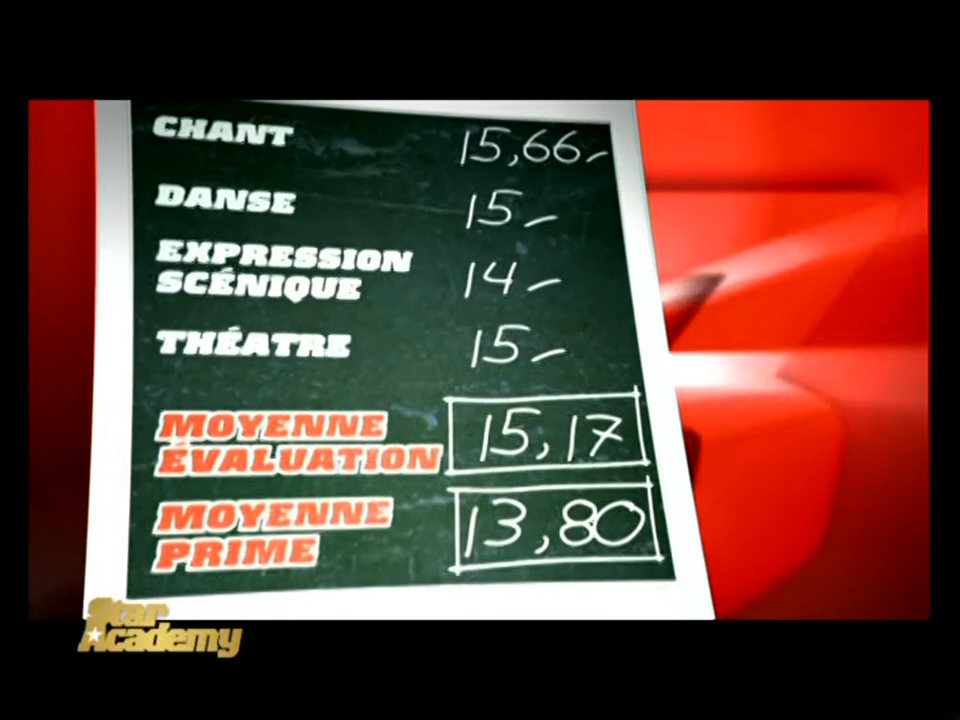 CHANT 15,66-
DANSE 15-
EXPRESSION
SCÉNIQUE 14-
THÉATRE 15-
MOYENNE
ÉVALUATION 15,17
MOYENNE
PRIME 13,80
Star
Academy